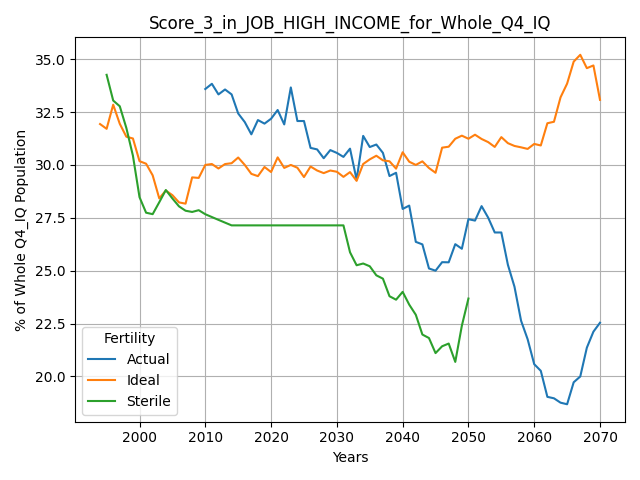 Score_3_in_JOB_HIGH_INCOME_for_Whole_Q4_IQ
% of Whole Q4_IQ Population
35.0
32.5
30.0
27.5
25.0
22.5
20.0
Fertility
Actual
Ideal
Sterile
2000 2010 2020 2030 2040 2050 2060 2070
Years